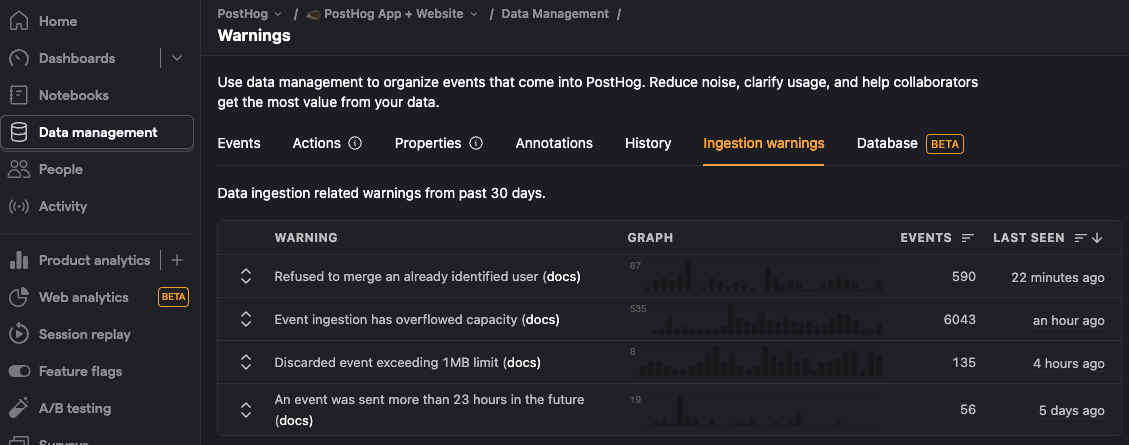 Home
Dashboards
Notebooks
Data management
People
Activity
Product analytics
Web analytics BETA
Session replay
Feature flags
A/B testing
Surveys
PostHog / PostHog App + Website / Data Management /
Warnings
Use data management to organize events that come into PostHog. Reduce noise, clarify usage, and help collaborators
get the most value from your data.
Events Actions Properties Annotations History Ingestion warnings Database BETA
Data ingestion related warnings from past 30 days.
WARNING GRAPH EVENTS LAST SEEN
Refused to merge an already identified user (docs) 67 590 22 minutes ago
Event ingestion has overflowed capacity (docs) 535 6043 an hour ago
Discarded event exceeding 1MB limit (docs) 8 135 4 hours ago
An event was sent more than 23 hours in the future
(docs) 19 56 5 days ago